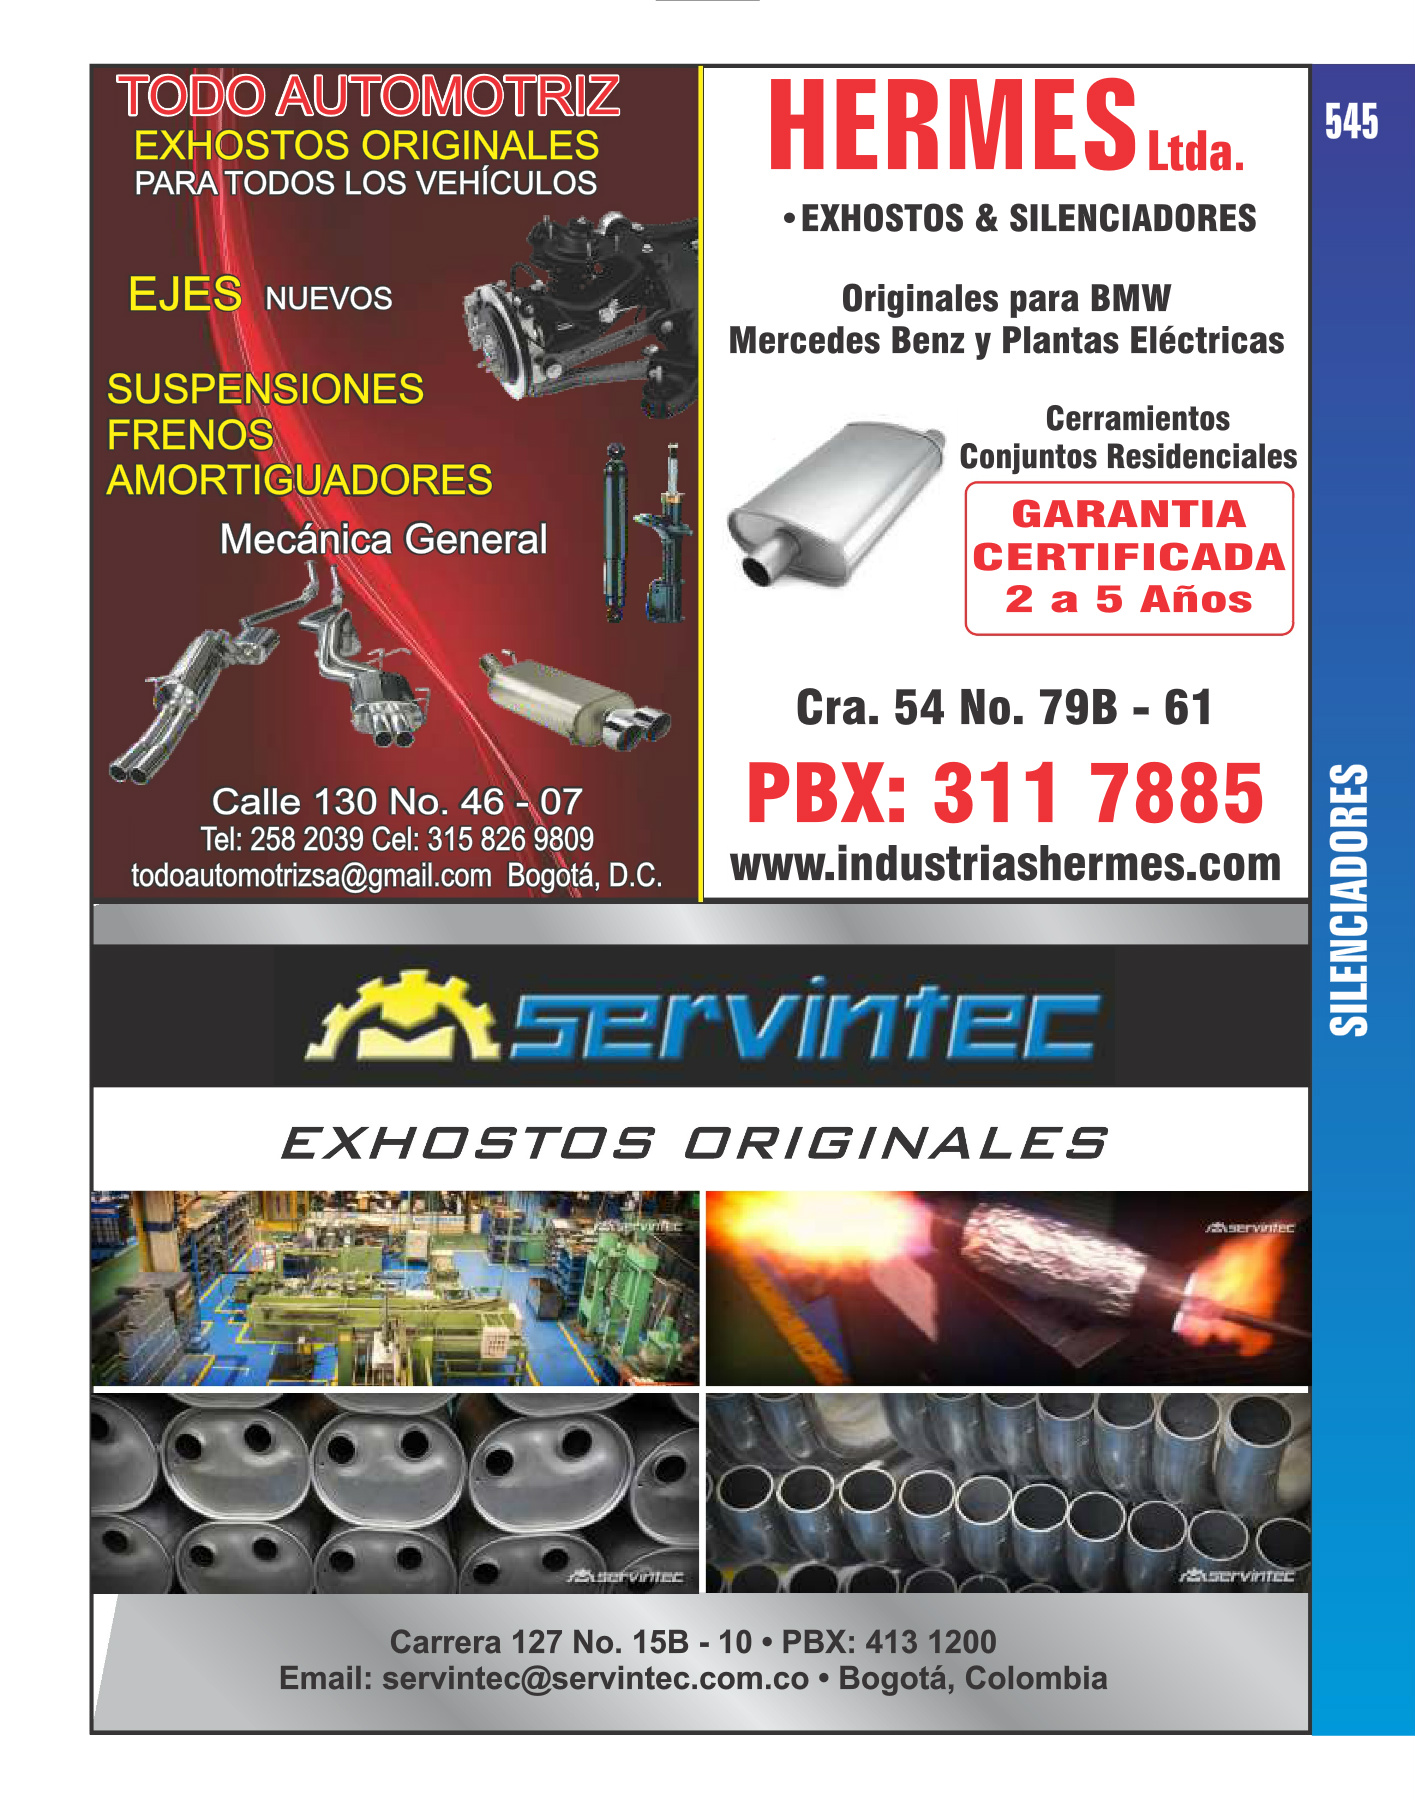 TODO AUTOMOTRIZ
EXHOSTOS ORIGINALES
PARA TODOS LOS VEHÍCULOS
EJES NUEVOS
SUSPENSIONES
FRENOS
AMORTIGUADORES
Mecánica General
Calle 130 No. 46 - 07
Tel: 258 2039 Cel: 315 826 9809
todoautomotrizsa@gmail.com Bogotá, D.C.
HERMES Ltda.
• EXHOSTOS & SILENCIADORES
Originales para BMW
Mercedes Benz y Plantas Eléctricas
Cerramientos
Conjuntos Residenciales
GARANTIA
CERTIFICADA
2 a 5 Años
Cra. 54 No. 79B - 61
PBX: 311 7885
www.industriashermes.com
545
SILENCIADORES
servintec
EXHOSTOS ORIGINALES
servintec
servintec
servintec
servintec
Carrera 127 No. 15B - 10 • PBX: 413 1200
Email: servintec@servintec.com.co • Bogotá, Colombia